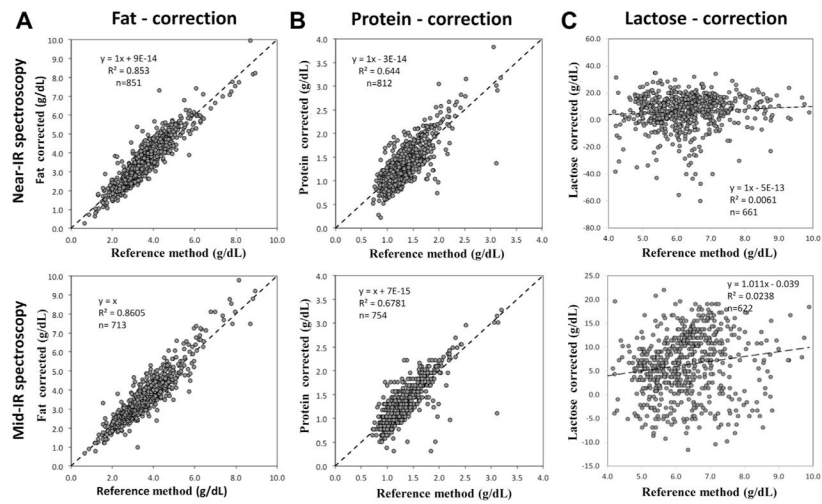 A Fat - correction
B Protein - correction
C Lactose - correction
Near-IR spectroscopy
Fat corrected (g/dL)
10.0
9.0
8.0
7.0
6.0
5.0
4.0
3.0
2.0
1.0
0.0
y = 1x + 9E-14
R² = 0.853
n=851
0.0 2.0 4.0 6.0 8.0 10.0
Reference method (g/dL)
Protein corrected (g/dL)
4.0
3.5
3.0
2.5
2.0
1.5
1.0
0.5
0.0
y = 1x - 3E-14
R² = 0.644
n=812
0.0 0.5 1.0 1.5 2.0 2.5 3.0 3.5 4.0
Reference method (g/dL)
Lactose corrected (g/dL)
60.0
40.0
20.0
0.0
-20.0
-40.0
-60.0
-80.0
y = 1x - 5E-13
R² = 0.0061
n= 661
4.0 5.0 6.0 7.0 8.0 9.0 10.0
Reference method (g/dL)
Mid-IR spectroscopy
Fat corrected (g/dL)
10.0
9.0
8.0
7.0
6.0
5.0
4.0
3.0
2.0
1.0
0.0
y = x
R² = 0.8605
n= 713
0.0 2.0 4.0 6.0 8.0 10.0
Reference method (g/dL)
Protein corrected (g/dL)
4.0
3.5
3.0
2.5
2.0
1.5
1.0
0.5
0.0
y = x + 7E-15
R² = 0.6781
n= 754
0.0 0.5 1.0 1.5 2.0 2.5 3.0 3.5 4.0
Reference method (g/dL)
Lactose corrected (g/dL)
25.0
20.0
15.0
10.0
5.0
0.0
-5.0
-10.0
-15.0
y = 1.011x - 0.039
R² = 0.0238
n=622
4.0 5.0 6.0 7.0 8.0 9.0 10.0
Reference method (g/dL)